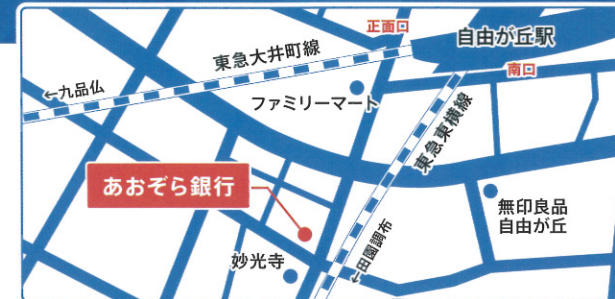 正面口
自由が丘駅
東急大井町線
南口
←九品仏
ファミリーマート
東急東横線
あおぞら銀行
無印良品
自由が丘
←田園調布
妙光寺